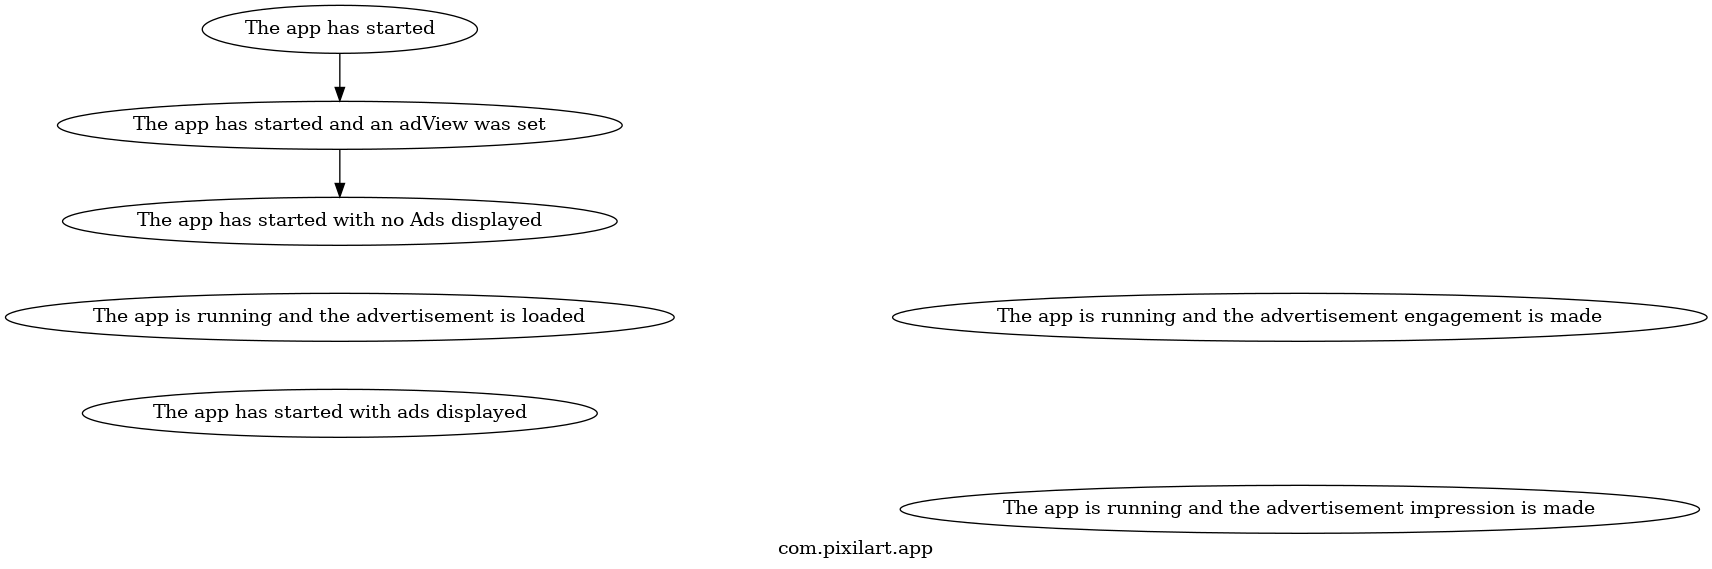 The app has started
The app has started and an adView was set
The app has started with no Ads displayed
The app is running and the advertisement is loaded
The app is running and the advertisement engagement is made
The app has started with ads displayed
The app is running and the advertisement impression is made
com.pixilart.app